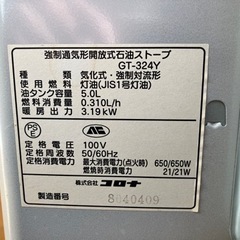 強制通気形開放式石油ストーブ
GT-324Y
種類 気化式・強制対流形
使用燃料 灯油(JIS1号灯油)
油タンク容量 5.0L
燃料消費量 0.310L/h
暖房出力 3.19kW
PSE
定格電圧 100V
定格周波数 50/60Hz
定格消費電力 最大消費電力(点火時) 650/650W
燃焼時消費電力 21/21W
株式会社コロナ
製造番号 8040409